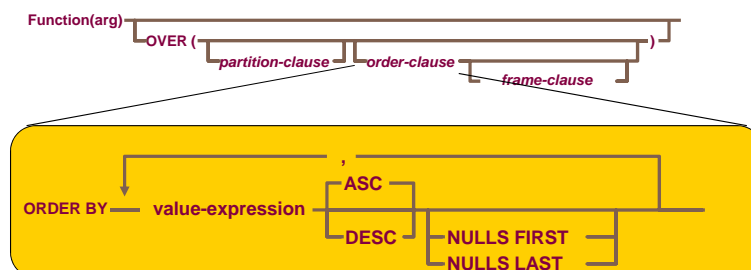 Function(arg)
OVER ( )
partition-clause order-clause
frame-clause
,
ASC
ORDER BY value-expression
DESC NULLS FIRST
NULLS LAST